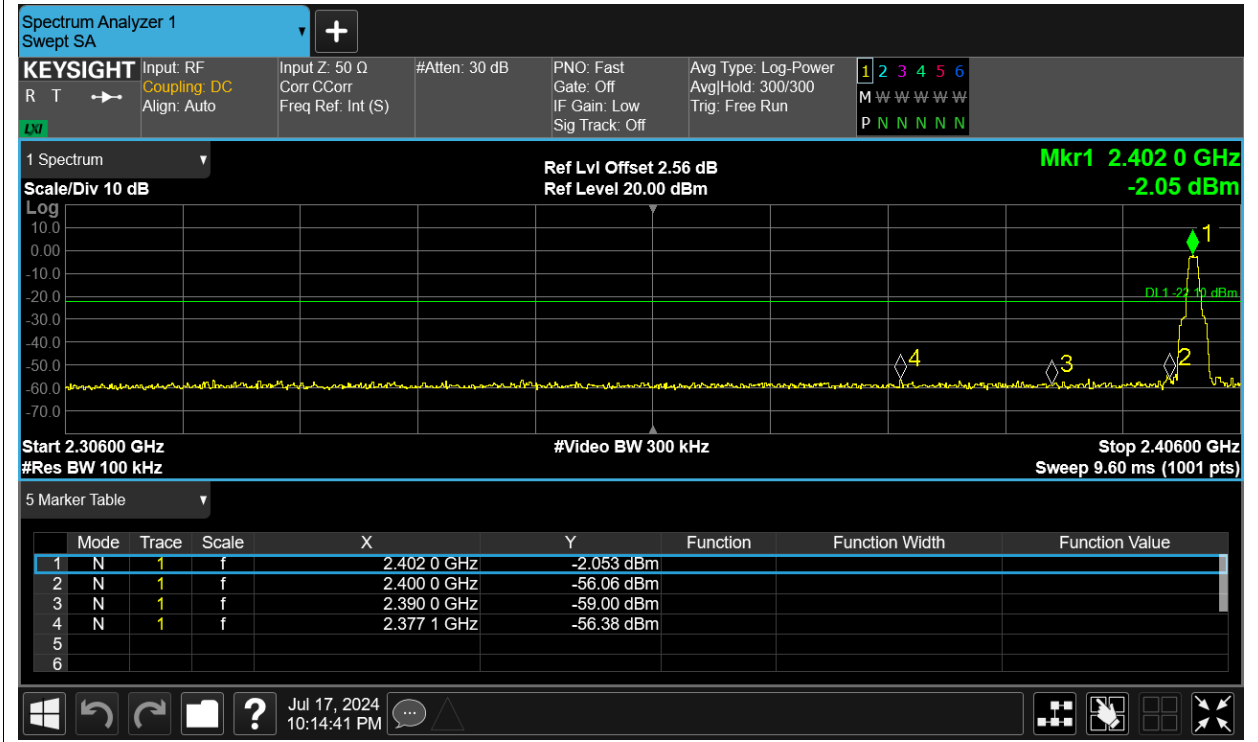 Spectrum Analyzer 1
Swept SA
KEYSIGHT Input: RF Input Z: 50 Ω #Atten: 30 dB PNO: Fast Avg Type: Log-Power 1 2 3 4 5 6
R T Coupling: DC Corr CCorr Gate: Off Avg|Hold: 300/300 M W W W W W W
Align: Auto Freq Ref: Int (S) IF Gain: Low Trig: Free Run
LXI Sig Track: Off P N N N N N N
1 Spectrum Ref Lvl Offset 2.56 dB Mkr1 2.402 0 GHz
Scale/Div 10 dB Ref Level 20.00 dBm -2.05 dBm
Log
10.0 1
0.00
-10.0
-20.0 DL1 -22.10 dBm
-30.0
-40.0
-50.0 4 3 2
-60.0
-70.0
Start 2.30600 GHz #Video BW 300 kHz Stop 2.40600 GHz
#Res BW 100 kHz Sweep 9.60 ms (1001 pts)
5 Marker Table
Mode Trace Scale X Y Function Function Width Function Value
1 N 1 f 2.402 0 GHz -2.053 dBm
2 N 1 f 2.400 0 GHz -56.06 dBm
3 N 1 f 2.390 0 GHz -59.00 dBm
4 N 1 f 2.377 1 GHz -56.38 dBm
5
6
? Jul 17, 2024
10:14:41 PM